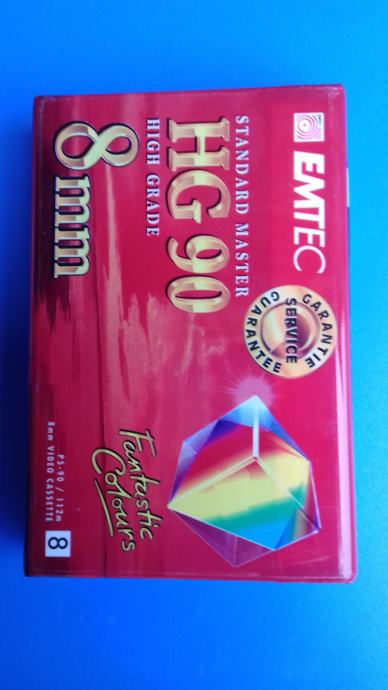 EMTEC
GARANTIE
SERVICE
GUARANTEE
STANDARD MASTER
HG 90
HIGH GRADE
8mm
Fantastic
Colours
P5-90 / 112m
8mm VIDEO CASSETTE
8